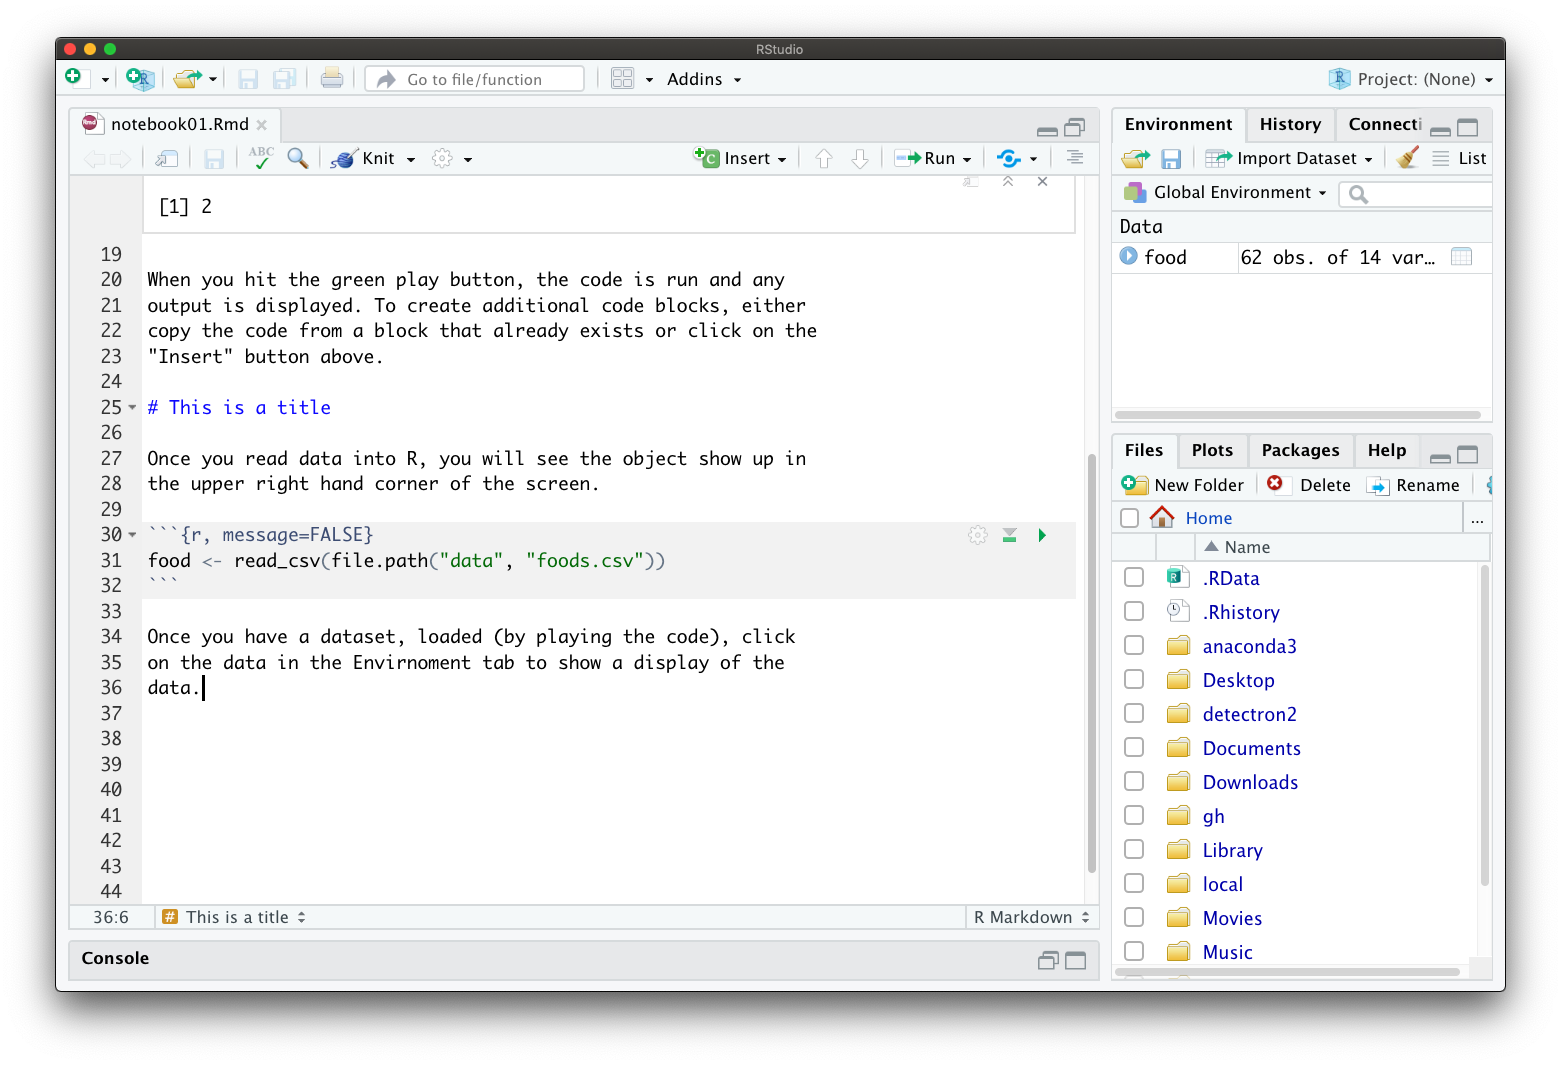 RStudio
Go to file/function
Addins
Project: (None)
notebook01.Rmd
ABC
Knit
Insert
Run
[1] 2
19
20 When you hit the green play button, the code is run and any
21 output is displayed. To create additional code blocks, either
22 copy the code from a block that already exists or click on the
23 "Insert" button above.
24
25 # This is a title
26
27 Once you read data into R, you will see the object show up in
28 the upper right hand corner of the screen.
29
30 ```{r, message=FALSE}
31 food <- read_csv(file.path("data", "foods.csv"))
32 ```
33
34 Once you have a dataset, loaded (by playing the code), click
35 on the data in the Envirnoment tab to show a display of the
36 data.
37
38
39
40
41
42
43
44
36:6 # This is a title R Markdown
Console
Environment History Connecti
Import Dataset List
Global Environment
Data
food 62 obs. of 14 var…
Files Plots Packages Help
New Folder Delete Rename
Home ...
Name
.RData
.Rhistory
anaconda3
Desktop
detectron2
Documents
Downloads
gh
Library
local
Movies
Music